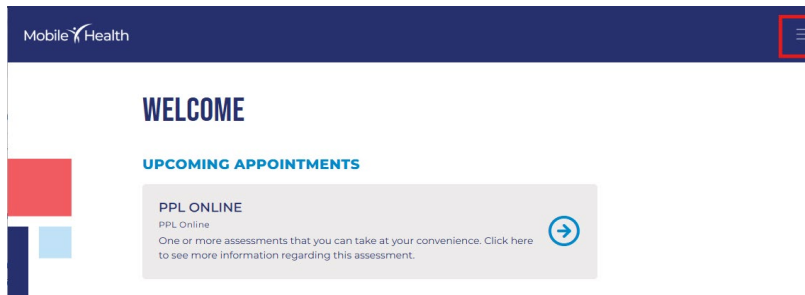 Mobile Health
WELCOME
UPCOMING APPOINTMENTS
PPL ONLINE
PPL Online
One or more assessments that you can take at your convenience. Click here
to see more information regarding this assessment.